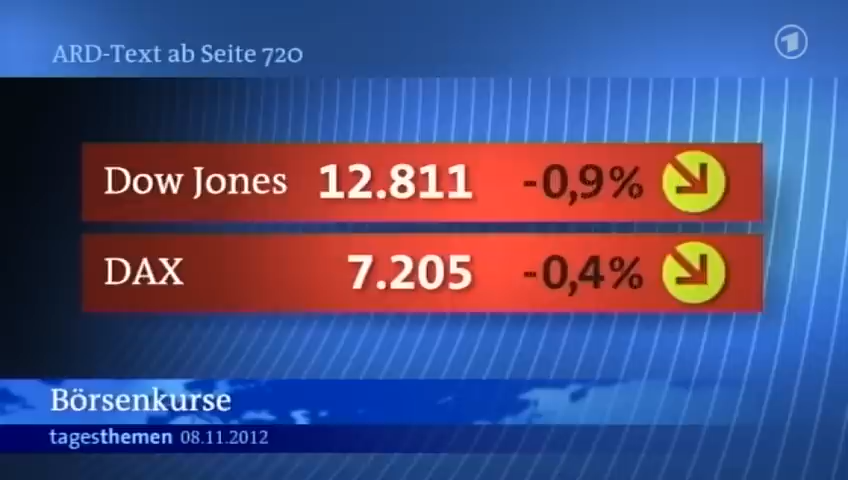 ARD-Text ab Seite 720
1
Dow Jones 12.811 -0,9%
DAX 7.205 -0,4%
Börsenkurse
tagesthemen 08.11.2012